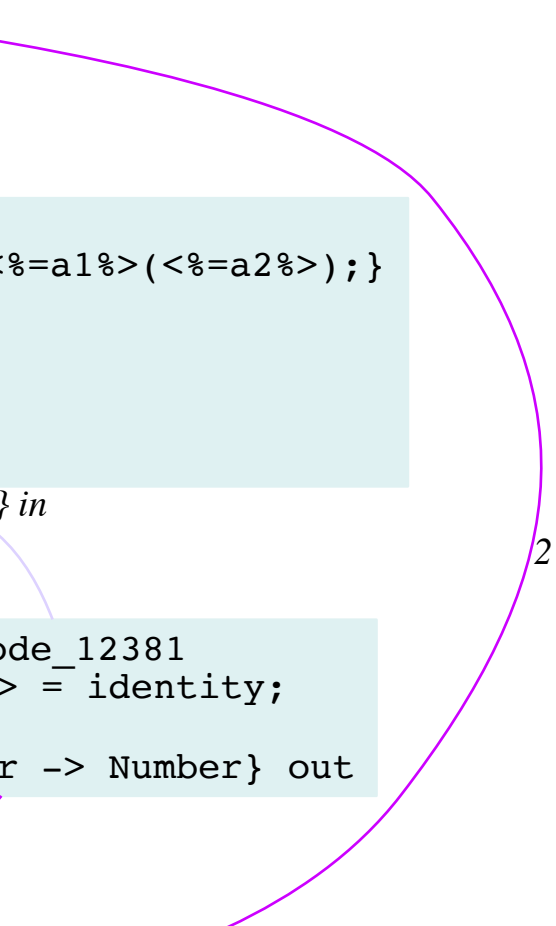 %=a1%>(<%=a2%>);}
} in
2
ode_12381
> = identity;
r -> Number} out